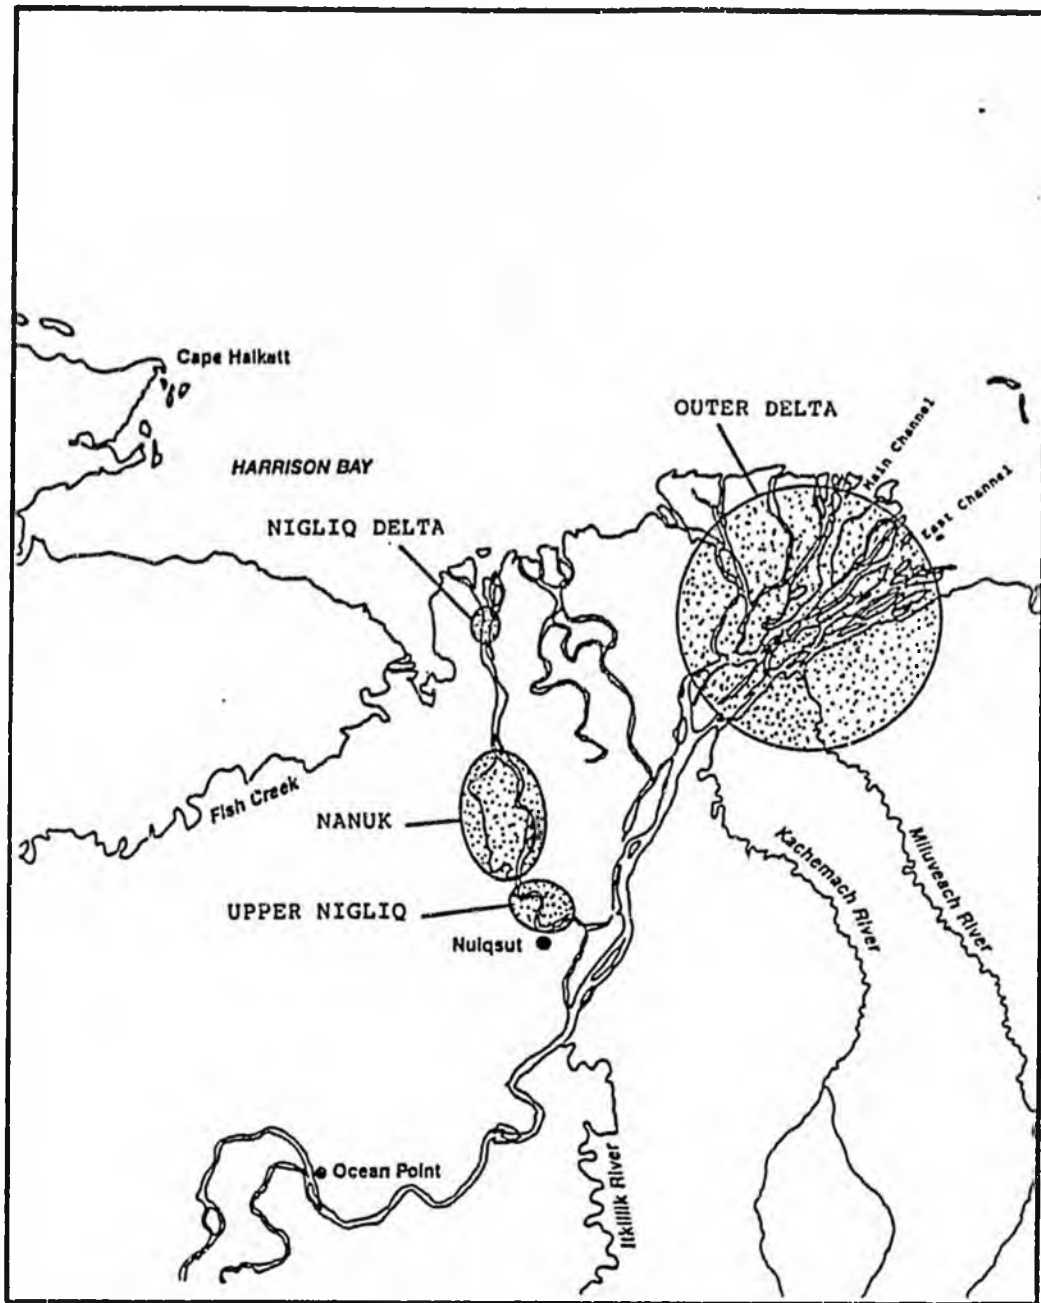 Cape Halkett
OUTER DELTA
Main Channel
HARRISON BAY
East Channel
NIGLIQ DELTA
Fish Creek
NANUK
Kachemach River
Miluveach River
UPPER NIGLIQ
Nuiqsut
Ocean Point
Itkillik River